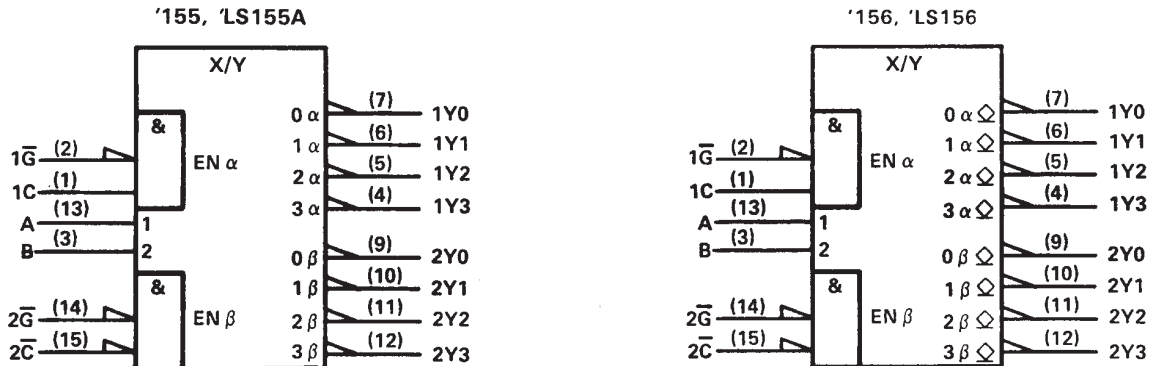 '155, 'LS155A
X/Y
&
1G̅ (2)
EN α
1C (1)
A (13) 1
B (3) 2
&
2G̅ (14)
EN β
2C̅ (15)
0 α (7) 1Y0
1 α (6) 1Y1
2 α (5) 1Y2
3 α (4) 1Y3
0 β (9) 2Y0
1 β (10) 2Y1
2 β (11) 2Y2
3 β (12) 2Y3
'156, 'LS156
X/Y
&
1G̅ (2)
EN α
1C (1)
A (13) 1
B (3) 2
&
2G̅ (14)
EN β
2C̅ (15)
0 α (7) 1Y0
1 α (6) 1Y1
2 α (5) 1Y2
3 α (4) 1Y3
0 β (9) 2Y0
1 β (10) 2Y1
2 β (11) 2Y2
3 β (12) 2Y3